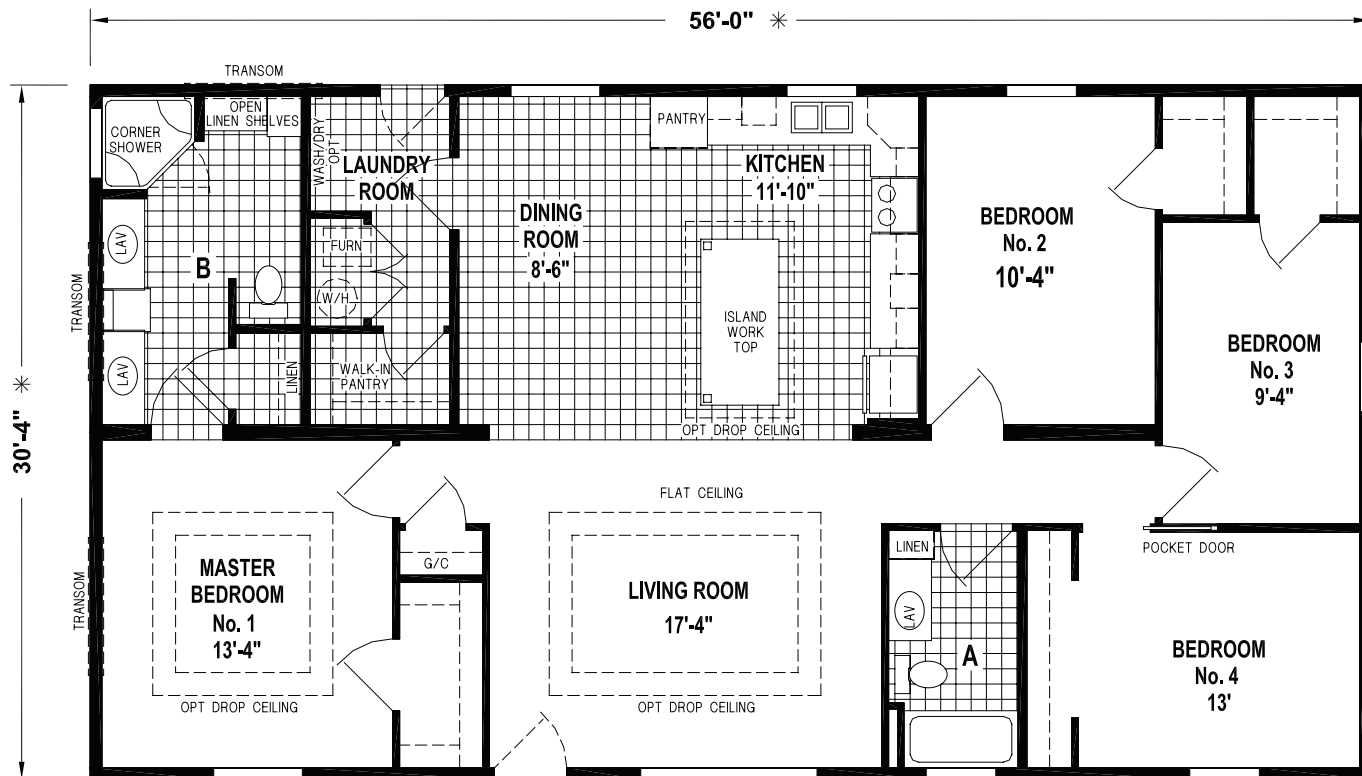 56'-0" ✳
TRANSOM
OPEN
LINEN SHELVES
CORNER
SHOWER
WASH/DRY
OPT
LAUNDRY
ROOM
PANTRY
KITCHEN
11'-10"
DINING
ROOM
8'-6"
BEDROOM
No. 2
10'-4"
LAV
B
FURN
W/H
TRANSOM
ISLAND
WORK
TOP
BEDROOM
No. 3
9'-4"
LAV
LINEN
WALK-IN
PANTRY
30'-4" ✳
OPT DROP CEILING
FLAT CEILING
TRANSOM
MASTER
BEDROOM
No. 1
13'-4"
OPT DROP CEILING
G/C
LIVING ROOM
17'-4"
OPT DROP CEILING
LINEN
LAV
A
POCKET DOOR
BEDROOM
No. 4
13'